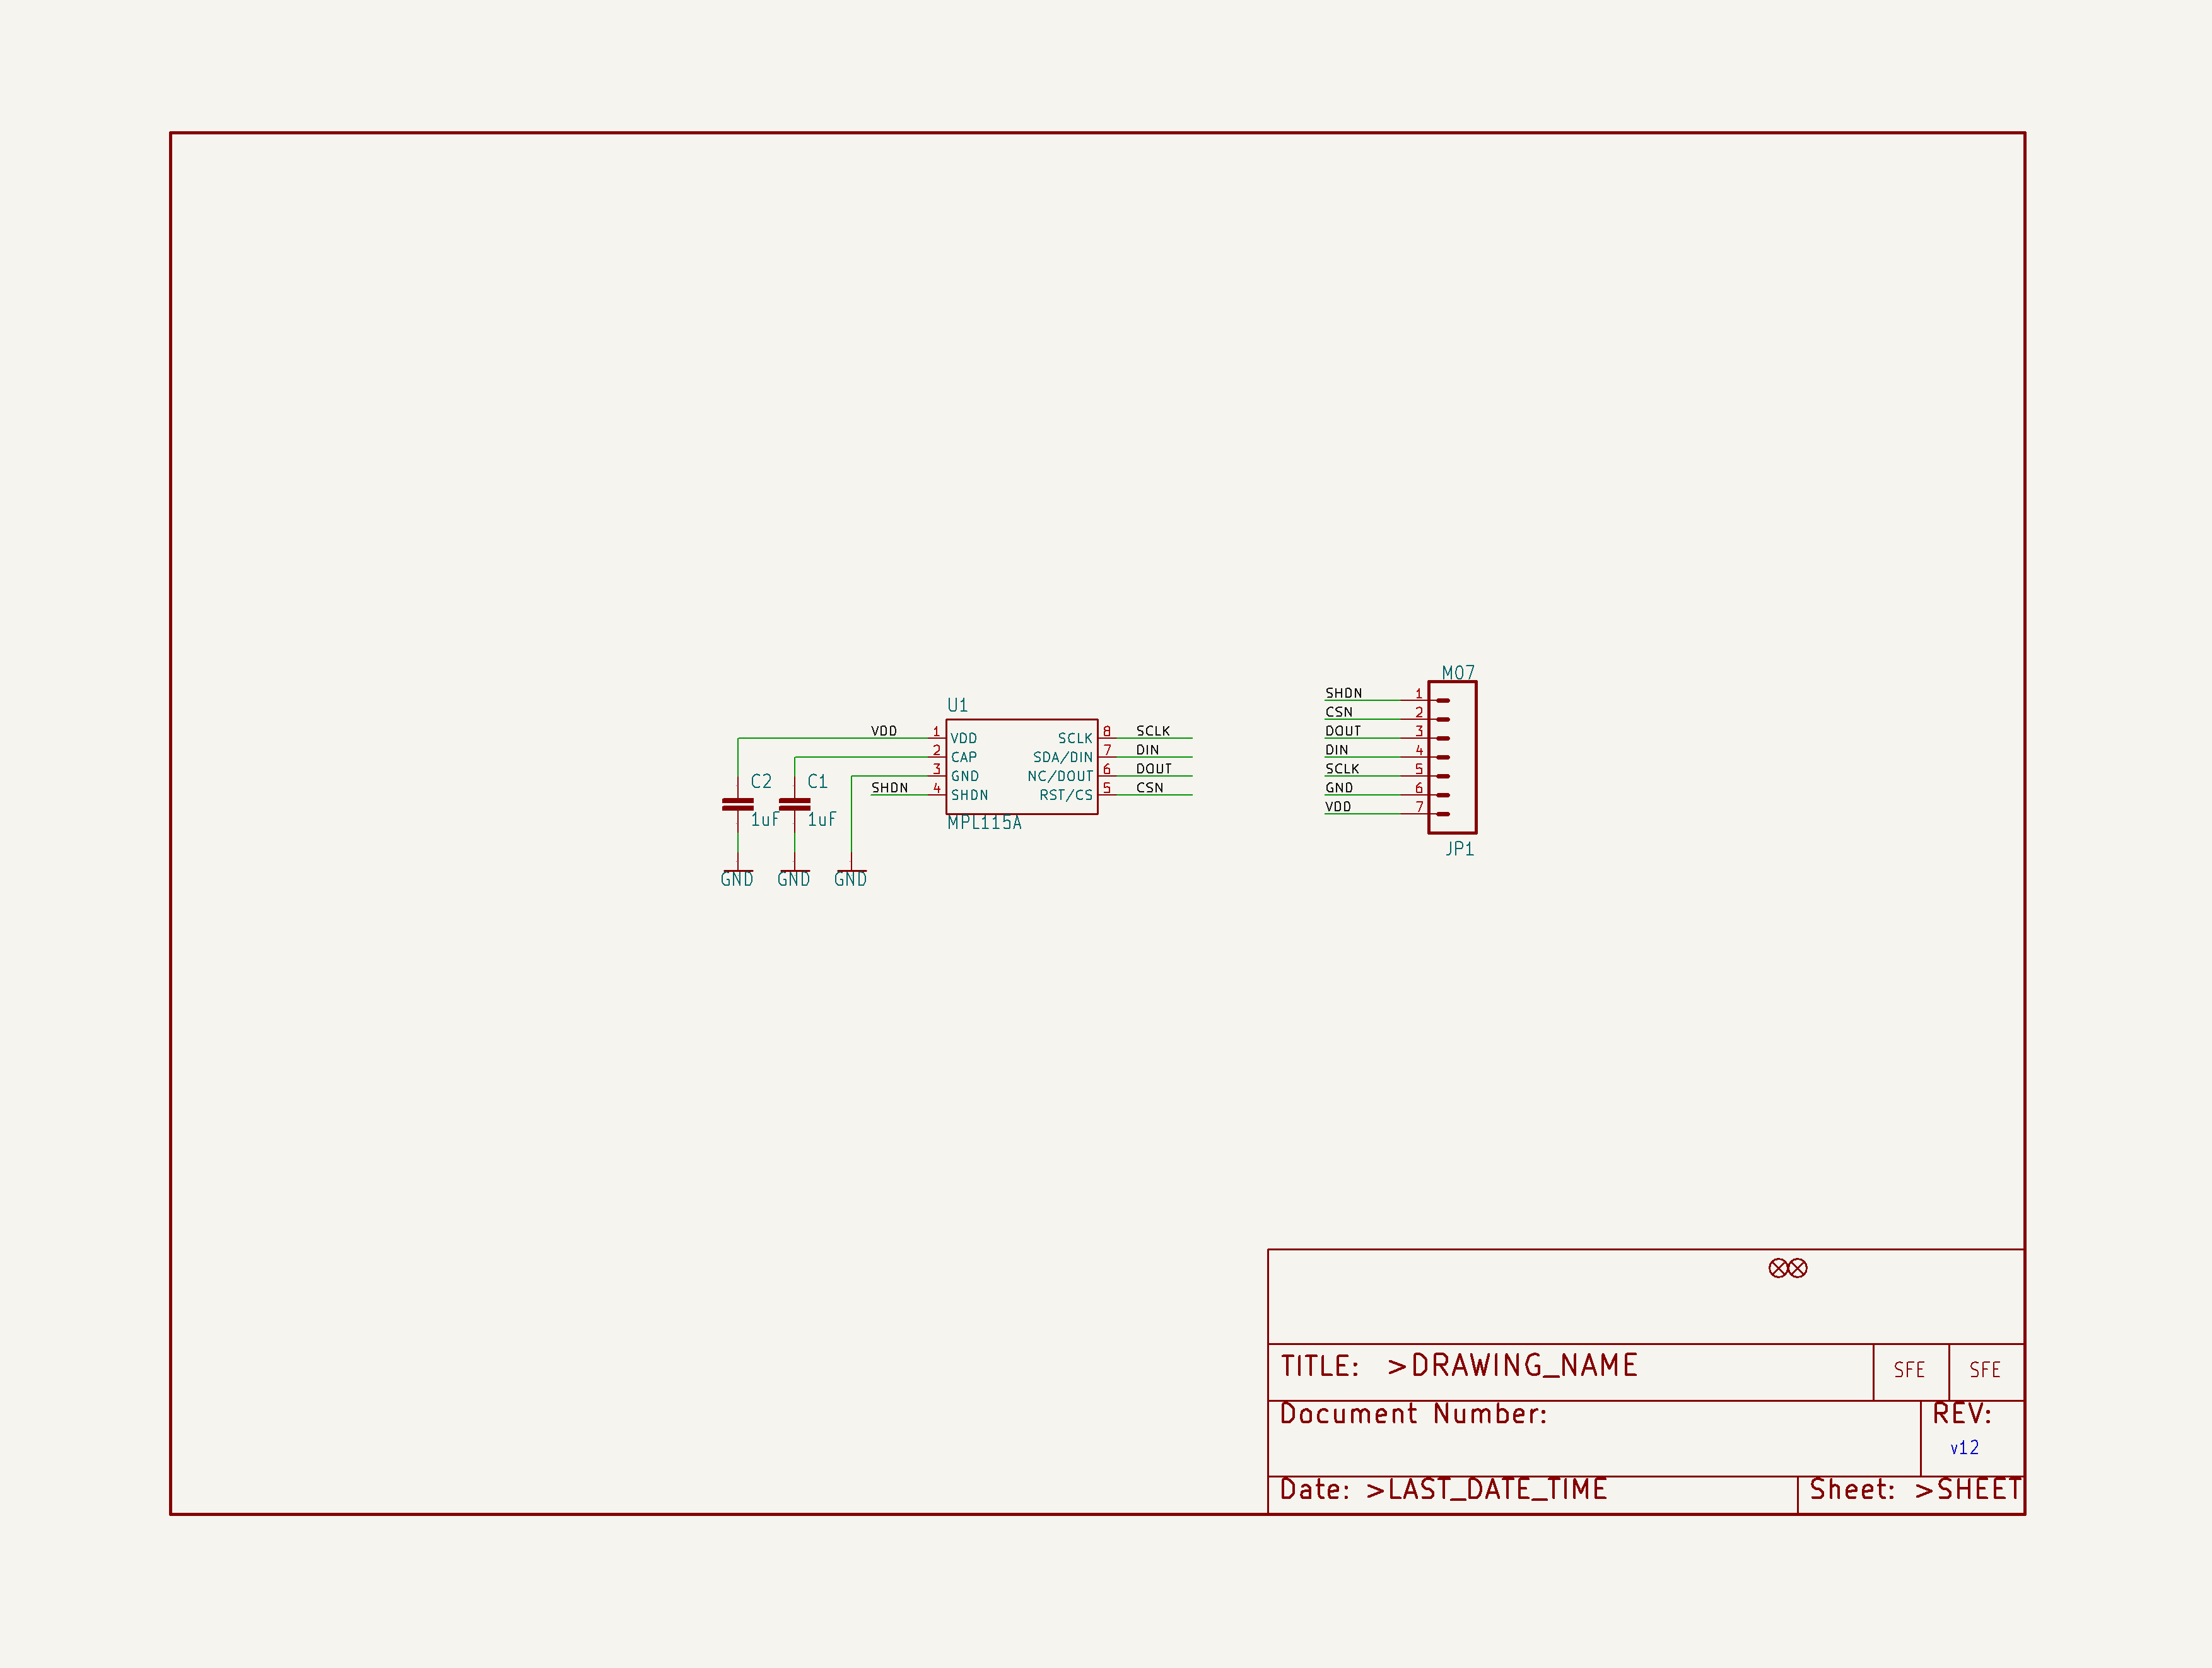 U1
VDD 1 VDD SCLK 8 SCLK
2 CAP SDA/DIN 7 DIN
3 GND NC/DOUT 6 DOUT
SHDN 4 SHDN RST/CS 5 CSN
MPL115A
C2 C1
1uF 1uF
GND GND GND
M07
SHDN 1
CSN 2
DOUT 3
DIN 4
SCLK 5
GND 6
VDD 7
JP1
TITLE: >DRAWING_NAME SFE SFE
Document Number: REV:
v12
Date: >LAST_DATE_TIME Sheet: >SHEET